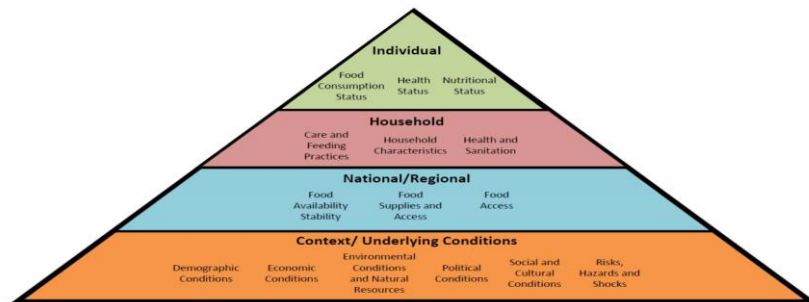 Individual
Food Consumption Status
Health Status
Nutritional Status
Household
Care and Feeding Practices
Household Characteristics
Health and Sanitation
National/Regional
Food Availability Stability
Food Supplies and Access
Food Access
Context/ Underlying Conditions
Demographic Conditions
Economic Conditions
Environmental Conditions and Natural Resources
Political Conditions
Social and Cultural Conditions
Risks, Hazards and Shocks